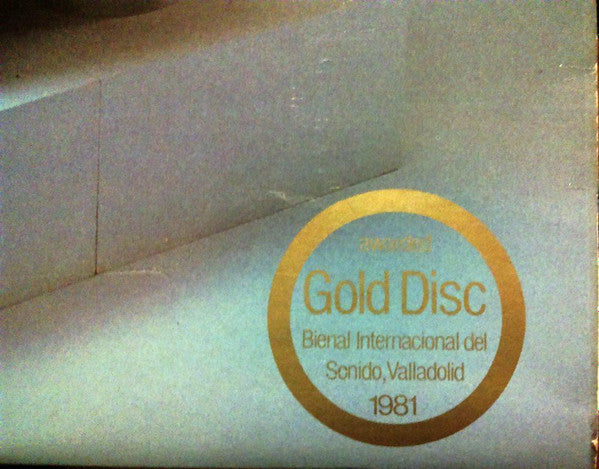 awarded
Gold Disc
Bienal Internacional del
Sonido, Valladolid
1981